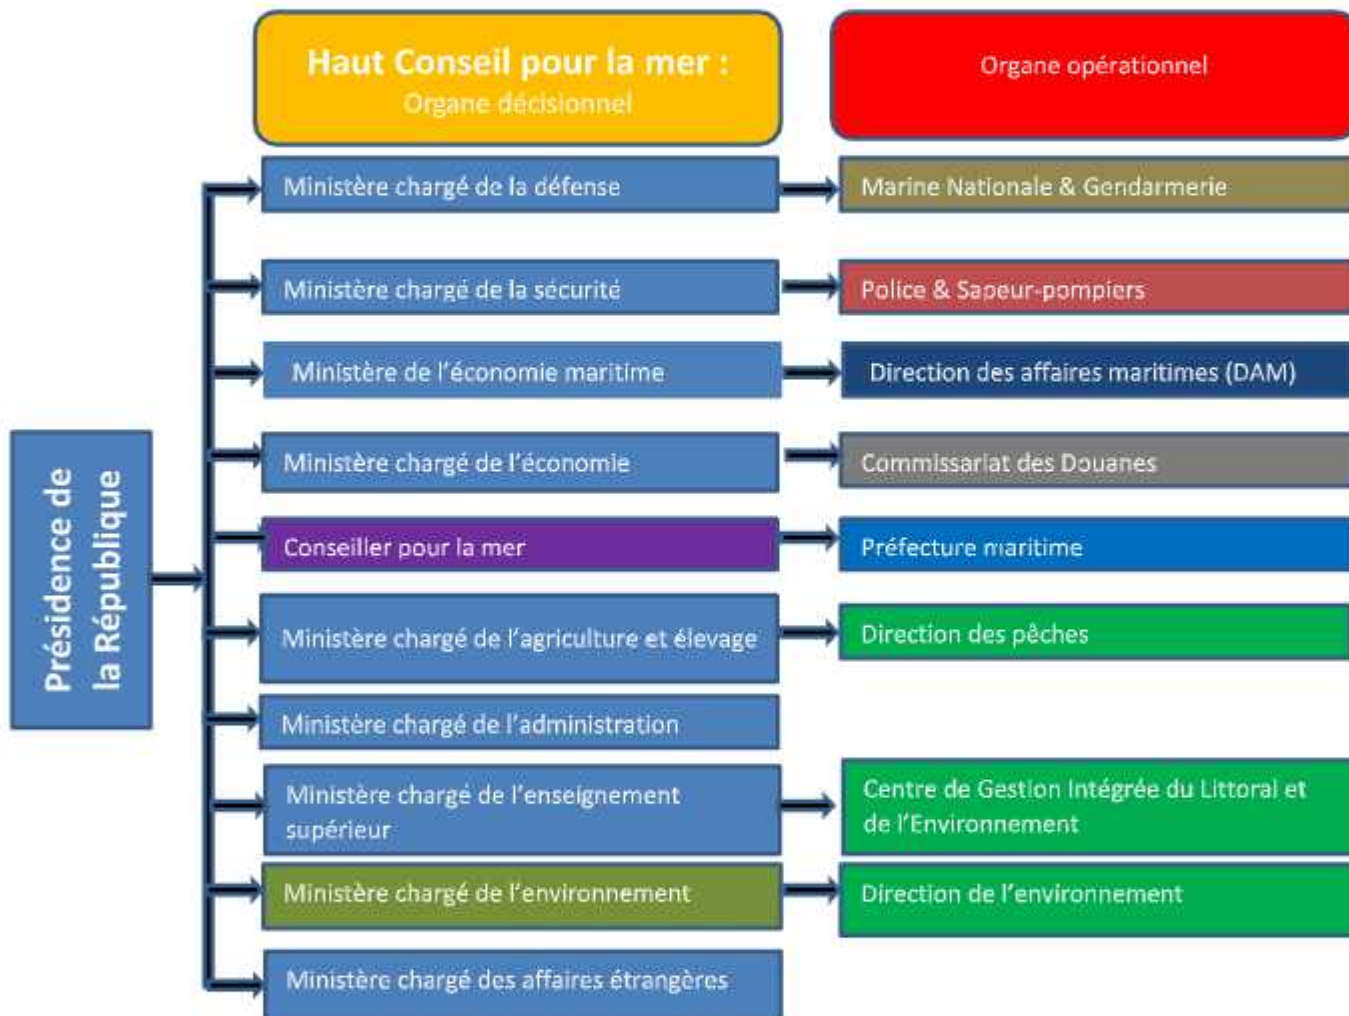 Haut Conseil pour la mer :
Organe décisionnel
Organe opérationnel
Présidence de
la République
Ministère chargé de la défense
Marine Nationale & Gendarmerie
Ministère chargé de la sécurité
Police & Sapeur-pompiers
Ministère de l'économie maritime
Direction des affaires maritimes (DAM)
Ministère chargé de l'économie
Commissariat des Douanes
Conseiller pour la mer
Préfecture maritime
Ministère chargé de l'agriculture et élevage
Direction des pêches
Ministère chargé de l'administration
Ministère chargé de l'enseignement
supérieur
Centre de Gestion Intégrée du Littoral et
de l'Environnement
Ministère chargé de l'environnement
Direction de l'environnement
Ministère chargé des affaires étrangères